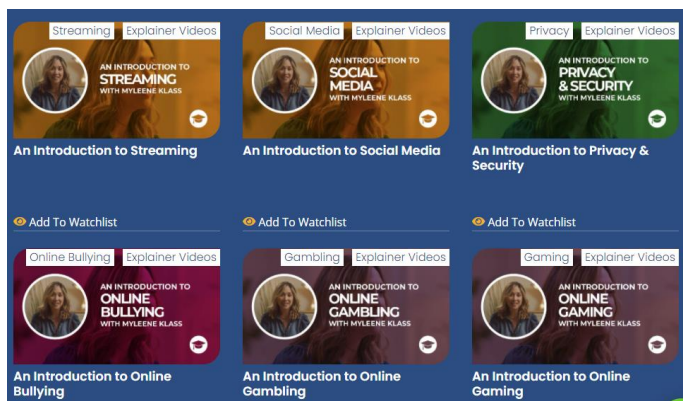 Streaming Explainer Videos
AN INTRODUCTION TO
STREAMING
WITH MYLEENE KLASS
An Introduction to Streaming
Add To Watchlist
Social Media Explainer Videos
AN INTRODUCTION TO
SOCIAL
MEDIA
WITH MYLEENE KLASS
An Introduction to Social Media
Add To Watchlist
Privacy Explainer Videos
AN INTRODUCTION TO
PRIVACY
& SECURITY
WITH MYLEENE KLASS
An Introduction to Privacy &
Security
Add To Watchlist
Online Bullying Explainer Videos
AN INTRODUCTION TO
ONLINE
BULLYING
WITH MYLEENE KLASS
An Introduction to Online
Bullying
Gambling Explainer Videos
AN INTRODUCTION TO
ONLINE
GAMBLING
WITH MYLEENE KLASS
An Introduction to Online
Gambling
Gaming Explainer Videos
AN INTRODUCTION TO
ONLINE
GAMING
WITH MYLEENE KLASS
An Introduction to Online
Gaming